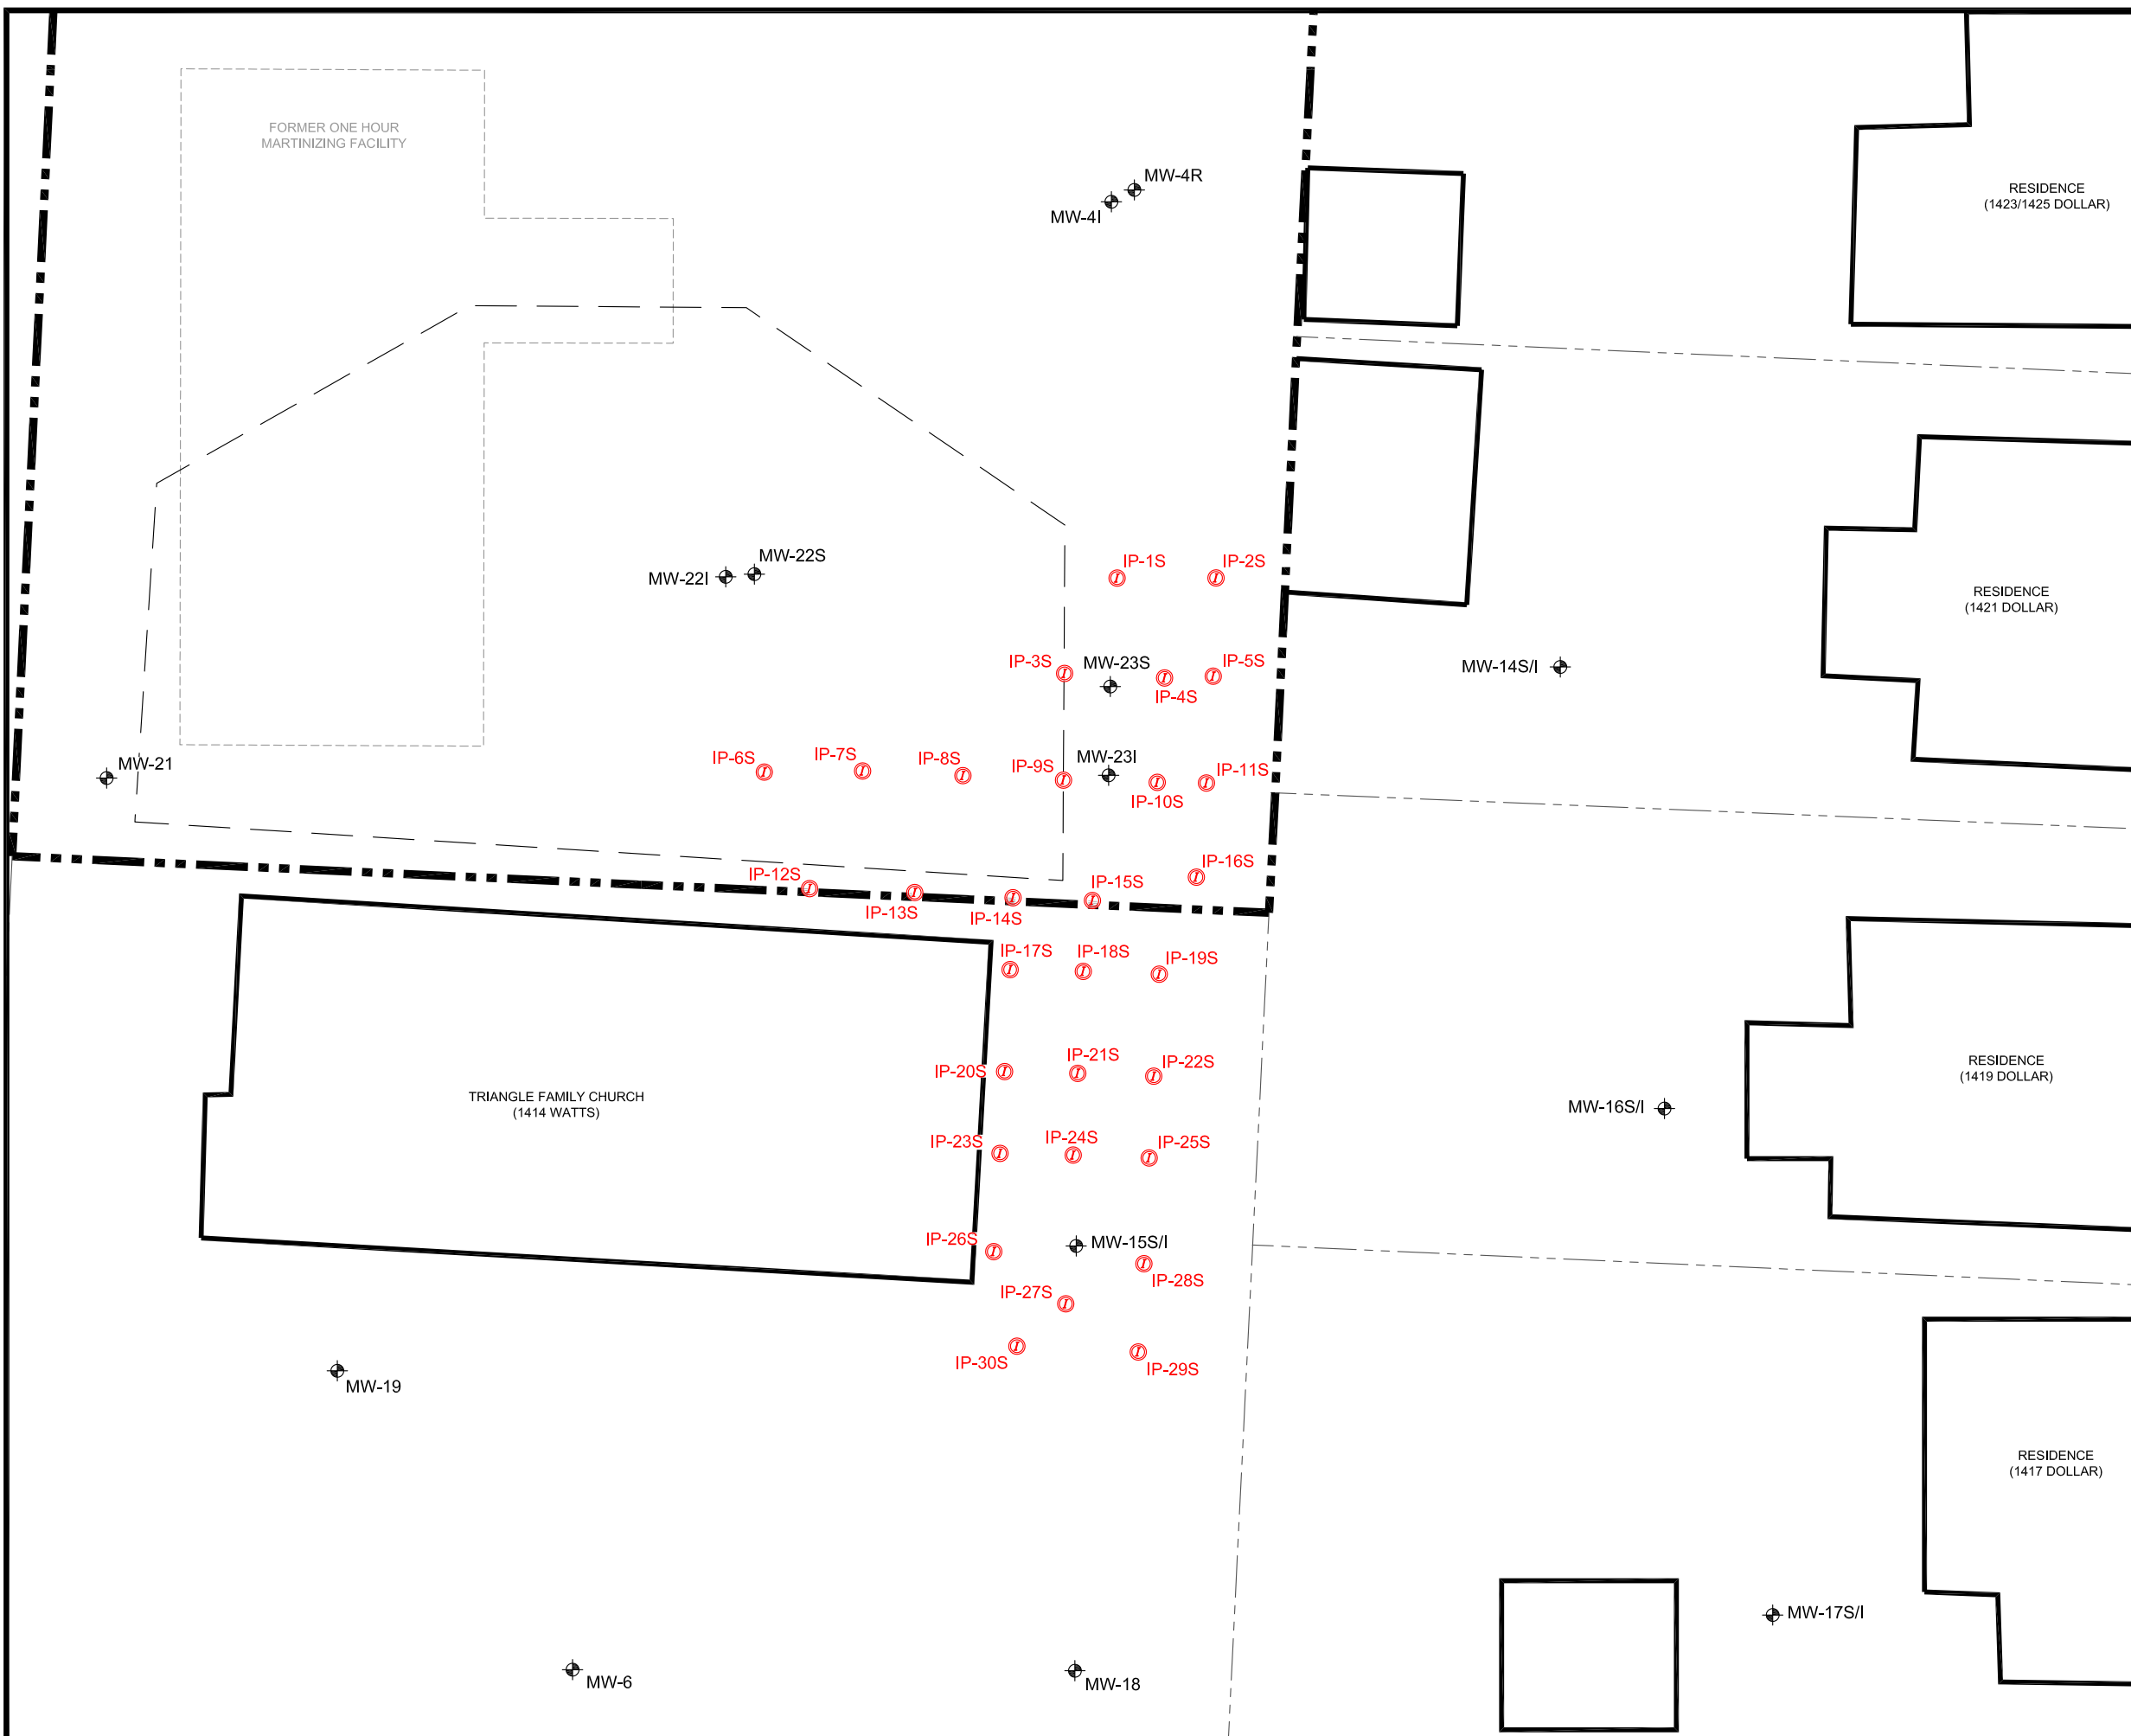 FORMER ONE HOUR
MARTINIZING FACILITY
MW-4R
MW-4I
RESIDENCE
(1423/1425 DOLLAR)
MW-22S
MW-22I
IP-1S
IP-2S
RESIDENCE
(1421 DOLLAR)
IP-3S
MW-23S
IP-5S
IP-4S
MW-14S/I
MW-21
IP-6S
IP-7S
IP-8S
IP-9S
MW-23I
IP-11S
IP-10S
IP-16S
IP-12S
IP-15S
IP-13S
IP-14S
IP-17S
IP-18S
IP-19S
IP-20S
IP-21S
IP-22S
RESIDENCE
(1419 DOLLAR)
TRIANGLE FAMILY CHURCH
(1414 WATTS)
MW-16S/I
IP-23S
IP-24S
IP-25S
IP-26S
MW-15S/I
IP-28S
IP-27S
IP-30S
IP-29S
MW-19
RESIDENCE
(1417 DOLLAR)
MW-17S/I
MW-6
MW-18